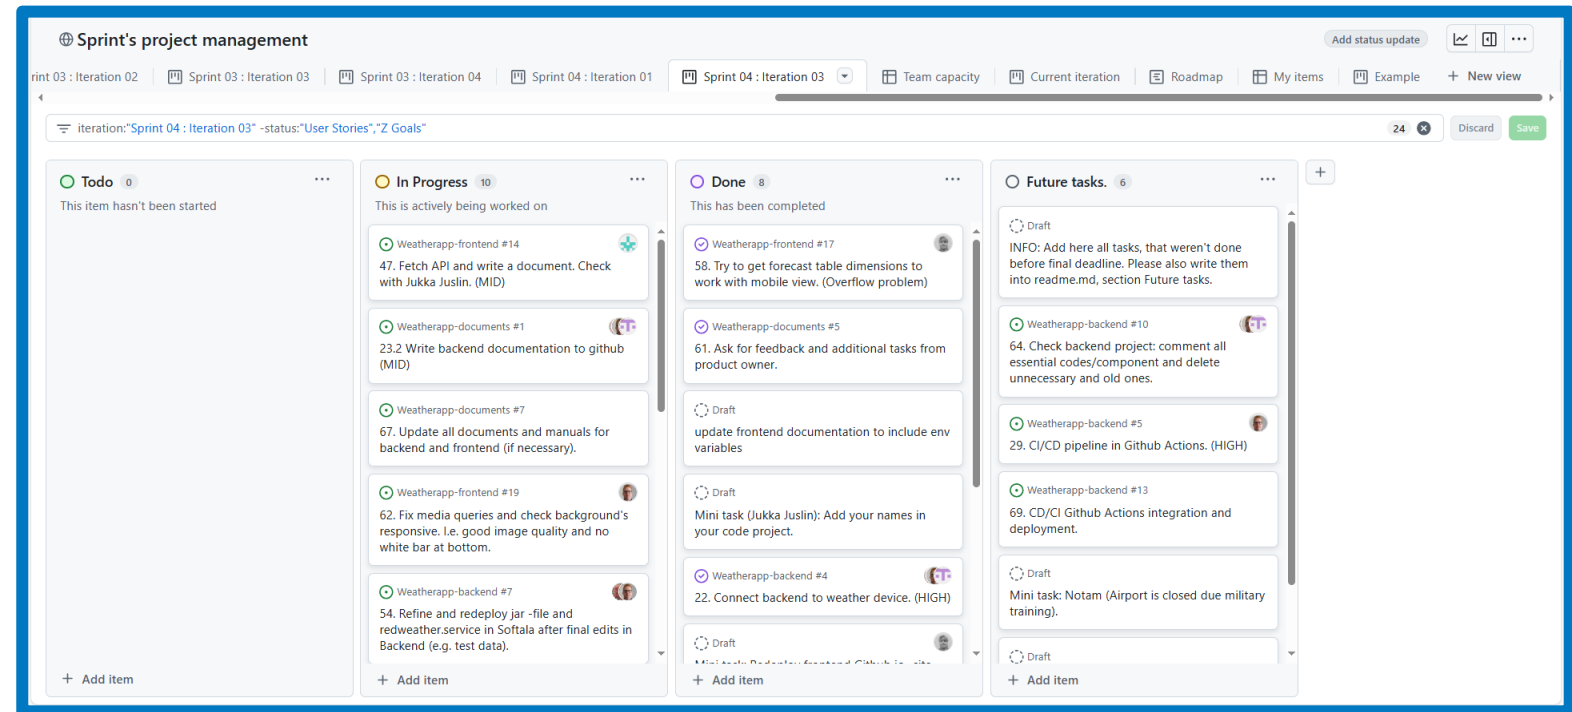 Sprint's project management
Add status update
rint 03 : Iteration 02
Sprint 03 : Iteration 03
Sprint 03 : Iteration 04
Sprint 04 : Iteration 01
Sprint 04 : Iteration 03
Team capacity
Current iteration
Roadmap
My items
Example
+ New view
iteration:"Sprint 04 : Iteration 03" -status:"User Stories","Z Goals"
24
Discard
Save
Todo 0
This item hasn't been started
+ Add item
In Progress 10
This is actively being worked on
Weatherapp-frontend #14
47. Fetch API and write a document. Check
with Jukka Juslin. (MID)
Weatherapp-documents #1
23.2 Write backend documentation to github
(MID)
Weatherapp-documents #7
67. Update all documents and manuals for
backend and frontend (if necessary).
Weatherapp-frontend #19
62. Fix media queries and check background's
responsive. I.e. good image quality and no
white bar at bottom.
Weatherapp-backend #7
54. Refine and redeploy jar -file and
redweather.service in Softala after final edits in
Backend (e.g. test data).
+ Add item
Done 8
This has been completed
Weatherapp-frontend #17
58. Try to get forecast table dimensions to
work with mobile view. (Overflow problem)
Weatherapp-documents #5
61. Ask for feedback and additional tasks from
product owner.
Draft
update frontend documentation to include env
variables
Draft
Mini task (Jukka Juslin): Add your names in
your code project.
Weatherapp-backend #4
22. Connect backend to weather device. (HIGH)
Draft
Mini task: Redeploy frontend Github.io -site
+ Add item
Future tasks. 6
Draft
INFO: Add here all tasks, that weren't done
before final deadline. Please also write them
into readme.md, section Future tasks.
Weatherapp-backend #10
64. Check backend project: comment all
essential codes/component and delete
unnecessary and old ones.
Weatherapp-backend #5
29. CI/CD pipeline in Github Actions. (HIGH)
Weatherapp-backend #13
69. CD/CI Github Actions integration and
deployment.
Draft
Mini task: Notam (Airport is closed due military
training).
Draft
+ Add item